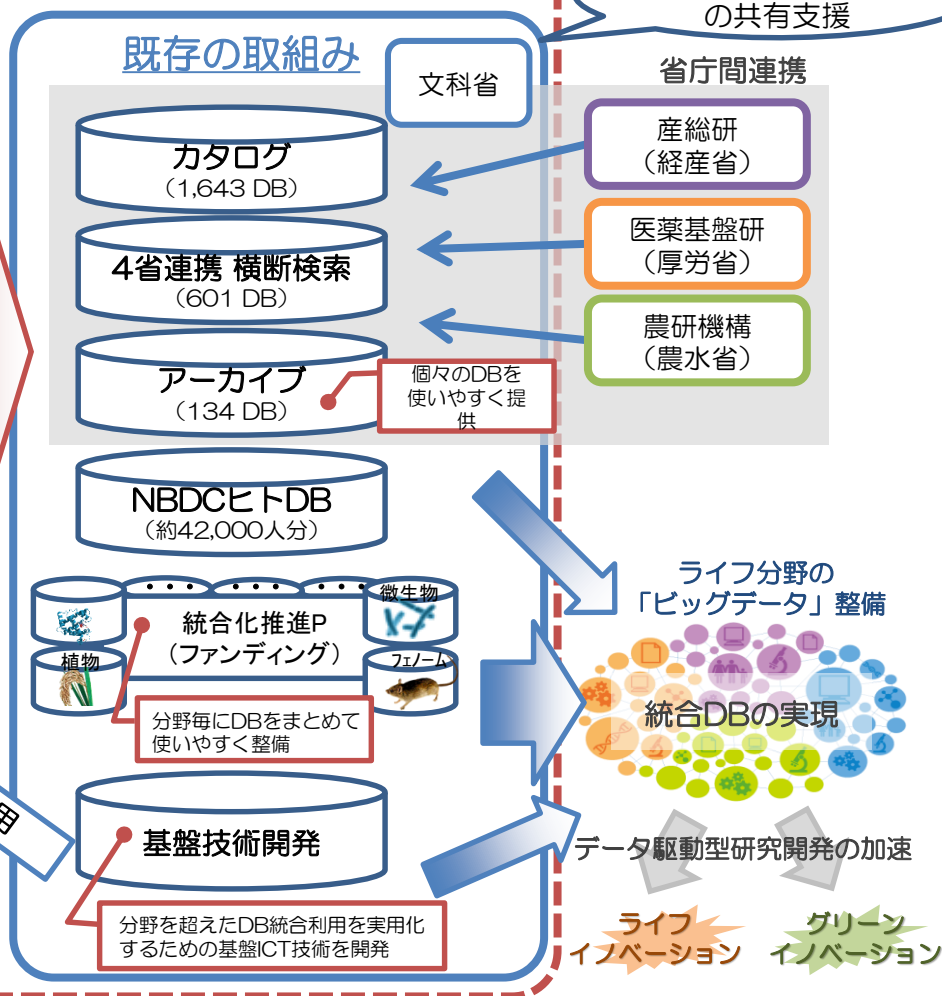 の共有支援
既存の取組み
文科省
省庁間連携
カタログ
（1,643 DB）
産総研
（経産省）
4省連携 横断検索
（601 DB）
医薬基盤研
（厚労省）
アーカイブ
（134 DB）
農研機構
（農水省）
個々のDBを
使いやすく提
供
NBDCヒトDB
（約42,000人分）
ライフ分野の
「ビッグデータ」整備
微生物
統合化推進P
（ファンディング）
植物
フェノーム
分野毎にDBをまとめて
使いやすく整備
統合DBの実現
用
基盤技術開発
データ駆動型研究開発の加速
分野を超えたDB統合利用を実用化
するための基盤ICT技術を開発
ライフ
イノベーション
グリーン
イノベーション